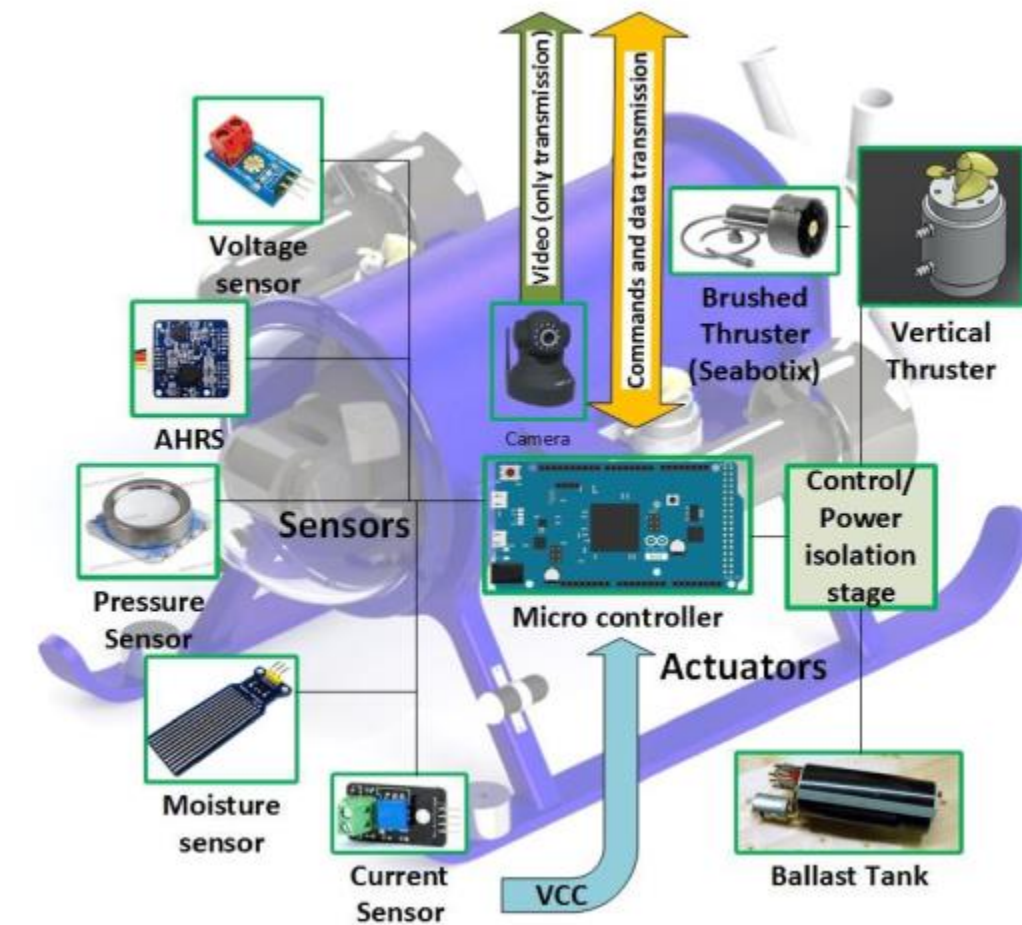 Video (only transmission)
Commands and data transmission
Voltage
sensor
Brushed
Thruster
(Seabotix)
Vertical
Thruster
AHRS
Camera
Sensors
Control/
Power
isolation
stage
Pressure
Sensor
Micro controller
Actuators
Moisture
sensor
Current
Sensor
VCC
Ballast Tank